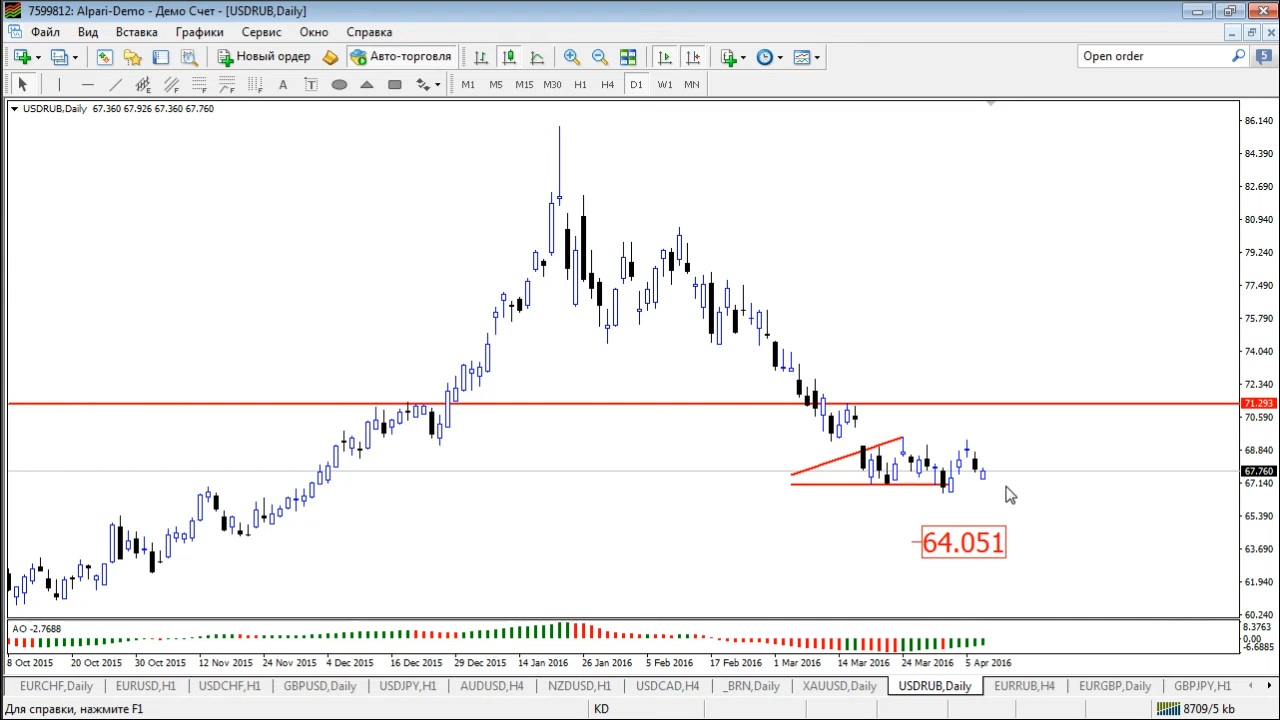 7599812: Alpari-Demo - Демо Счет - [USDRUB,Daily]
Файл Вид Вставка Графики Сервис Окно Справка
Новый ордер Авто-торговля Open order 5
A T M1 M5 M15 M30 H1 H4 D1 W1 MN
USDRUB,Daily 67.360 67.926 67.360 67.760
86.140
84.390
82.690
80.940
79.240
77.490
75.790
74.040
72.340
71.293
70.590
68.840
67.760
67.140
65.390
63.690
61.940
60.240
64.051
AO -2.7688
8.3763
0.00
-6.6885
8 Oct 2015 20 Oct 2015 30 Oct 2015 12 Nov 2015 24 Nov 2015 4 Dec 2015 16 Dec 2015 29 Dec 2015 14 Jan 2016 26 Jan 2016 5 Feb 2016 17 Feb 2016 1 Mar 2016 14 Mar 2016 24 Mar 2016 5 Apr 2016
EURCHF,Daily EURUSD,H1 USDCHF,H1 GBPUSD,Daily USDJPY,H1 AUDUSD,H4 NZDUSD,H1 USDCAD,H4 _BRN,Daily XAUUSD,Daily USDRUB,Daily EURRUB,H4 EURGBP,Daily GBPJPY,H1
Для справки, нажмите F1 KD 8709/5 kb